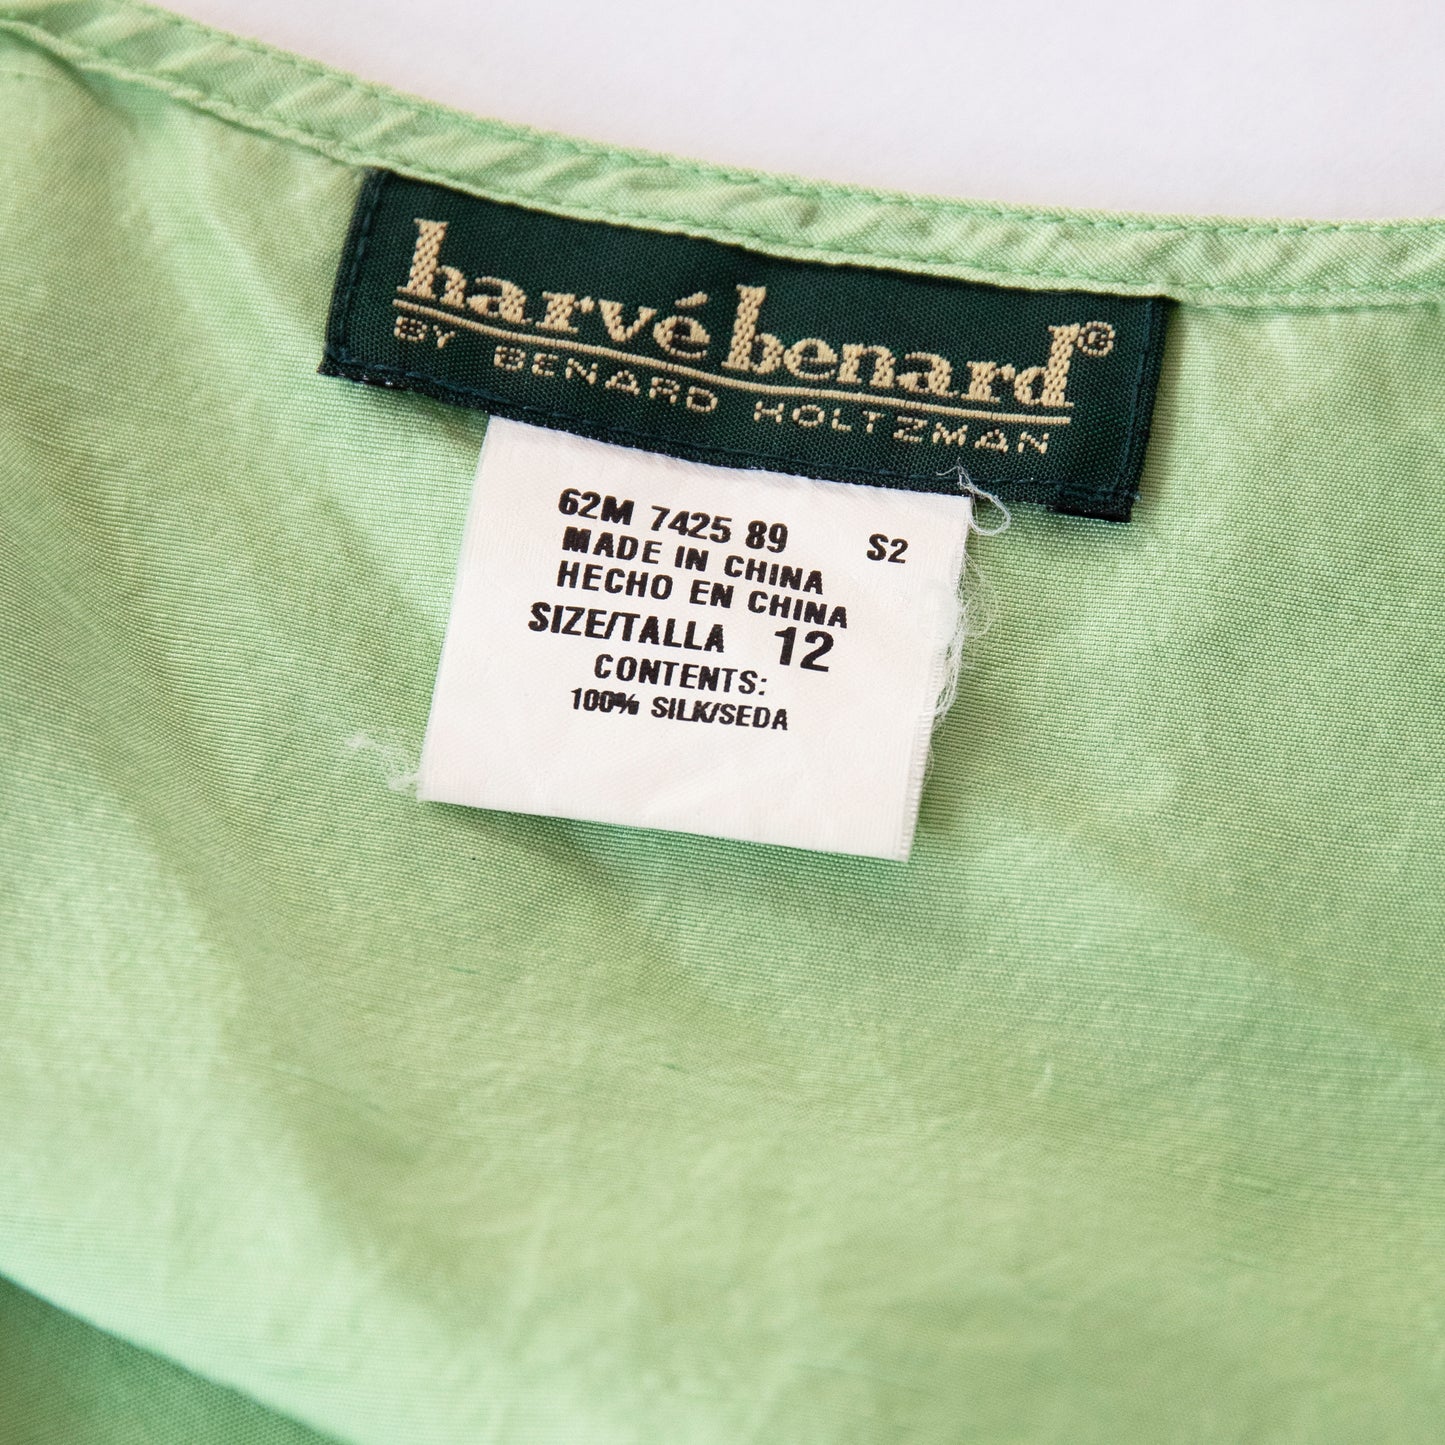 harvé benard®
BY BENARD HOLTZMAN
62M 7425 89 S2
MADE IN CHINA
HECHO EN CHINA
SIZE/TALLA 12
CONTENTS:
100% SILK/SEDA